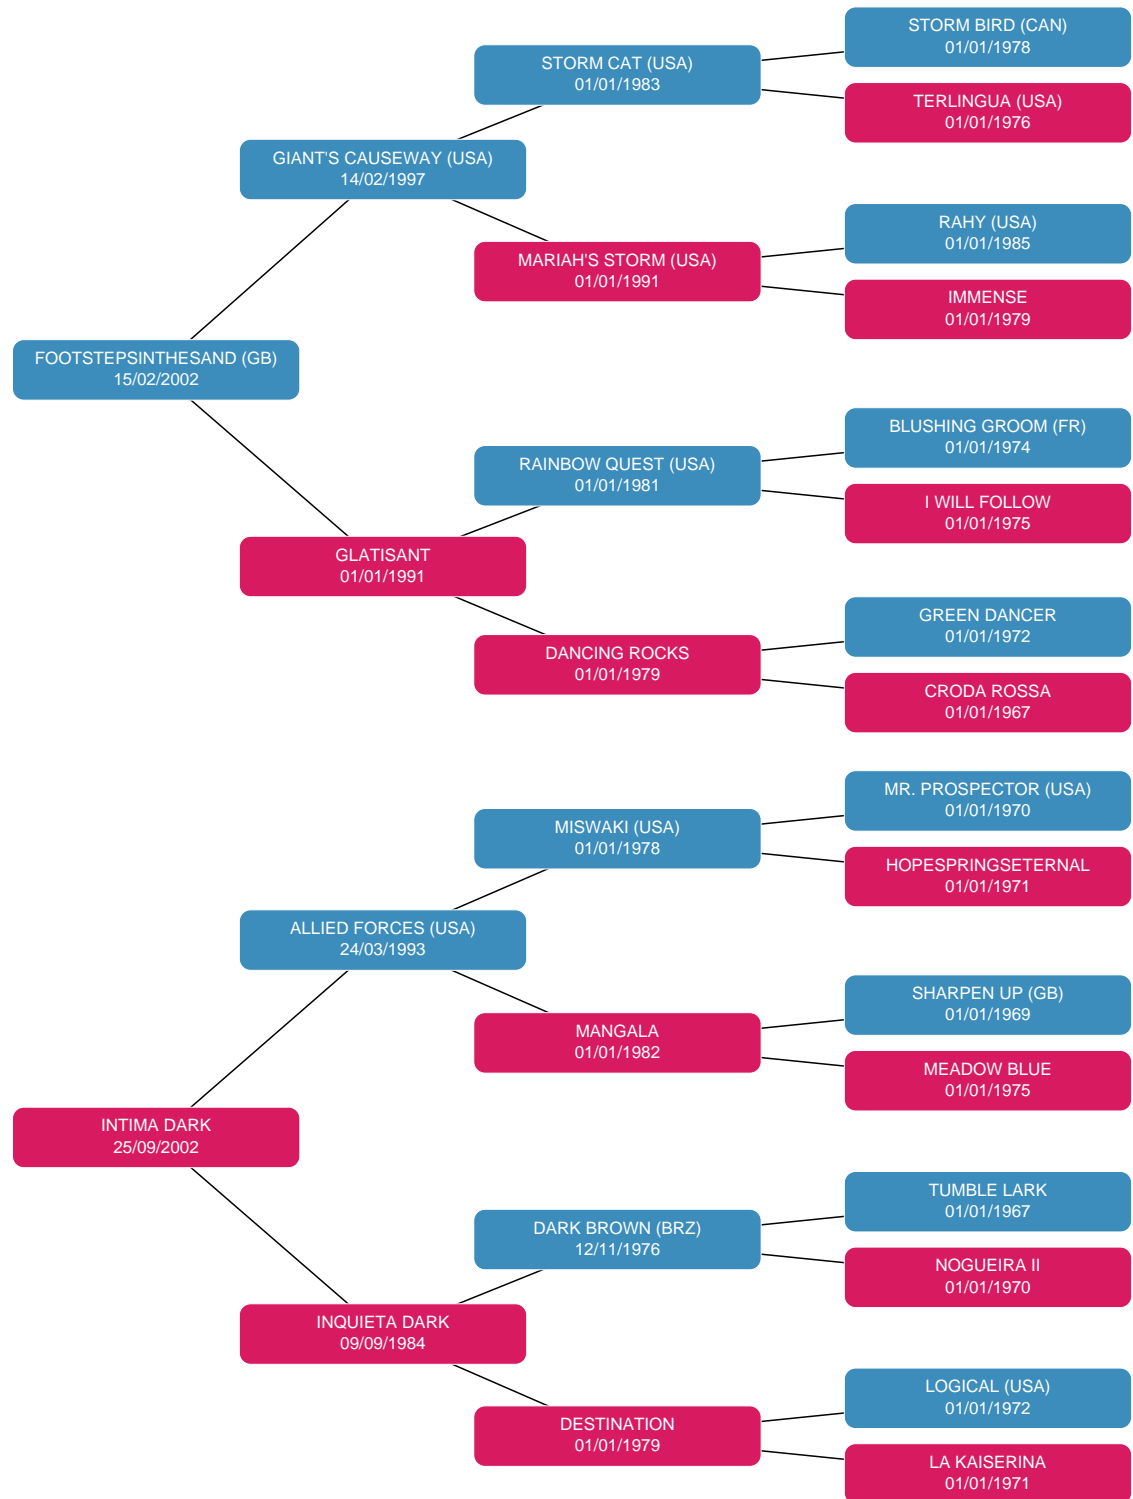 STORM BIRD (CAN)
01/01/1978
STORM CAT (USA)
01/01/1983
TERLINGUA (USA)
01/01/1976
GIANT'S CAUSEWAY (USA)
14/02/1997
RAHY (USA)
01/01/1985
MARIAH'S STORM (USA)
01/01/1991
IMMENSE
01/01/1979
FOOTSTEPSINTHESAND (GB)
15/02/2002
BLUSHING GROOM (FR)
01/01/1974
RAINBOW QUEST (USA)
01/01/1981
I WILL FOLLOW
01/01/1975
GLATISANT
01/01/1991
GREEN DANCER
01/01/1972
DANCING ROCKS
01/01/1979
CRODA ROSSA
01/01/1967
MR. PROSPECTOR (USA)
01/01/1970
MISWAKI (USA)
01/01/1978
HOPESPRINGSETERNAL
01/01/1971
ALLIED FORCES (USA)
24/03/1993
SHARPEN UP (GB)
01/01/1969
MANGALA
01/01/1982
MEADOW BLUE
01/01/1975
INTIMA DARK
25/09/2002
TUMBLE LARK
01/01/1967
DARK BROWN (BRZ)
12/11/1976
NOGUEIRA II
01/01/1970
INQUIETA DARK
09/09/1984
LOGICAL (USA)
01/01/1972
DESTINATION
01/01/1979
LA KAISERINA
01/01/1971